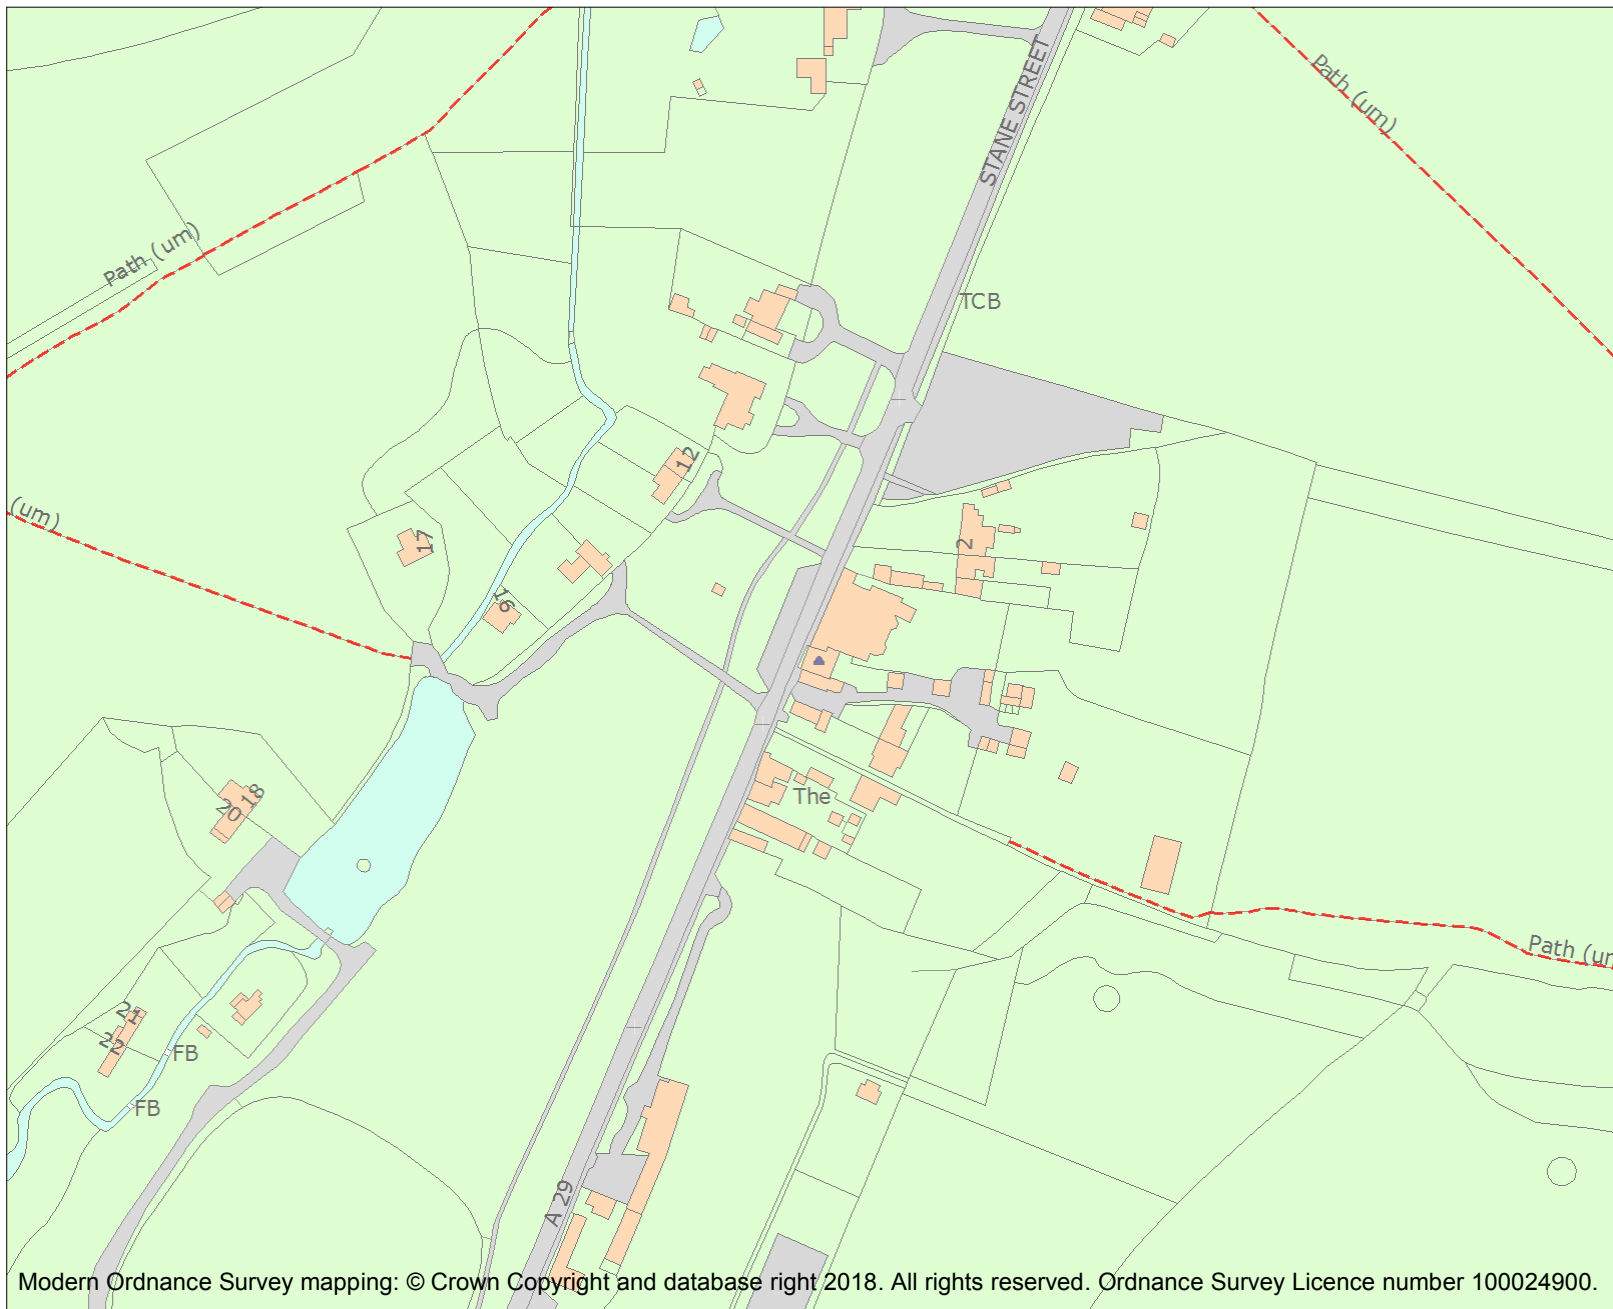 STANE STREET
Path (um)
Path (um)
TCB
12
(um)
17
2
16
The
18
20
Path (um
21
22
FB
FB
A 29
Modern Ordnance Survey mapping: © Crown Copyright and database right 2018. All rights reserved. Ordnance Survey Licence number 100024900.